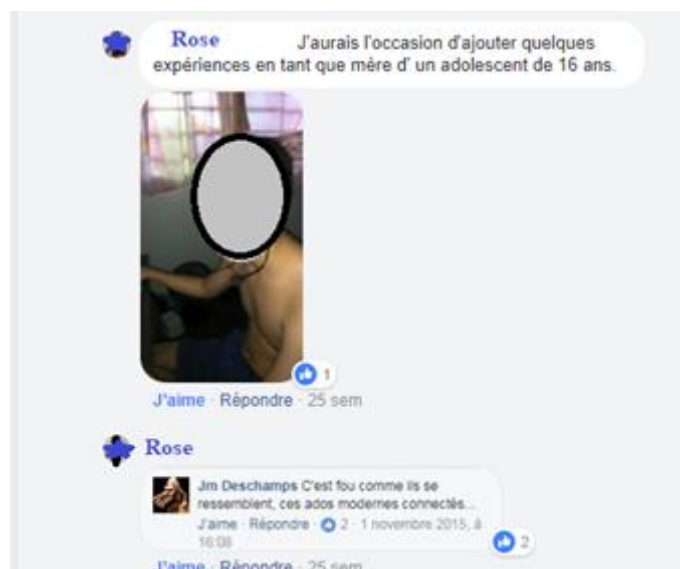 Rose J'aurais l'occasion d'ajouter quelques
expériences en tant que mère d' un adolescent de 16 ans.
1
J'aime · Répondre · 25 sem
Rose
Jm Deschamps C'est fou comme ils se
ressemblent, ces ados modernes connectés...
J'aime · Répondre · 2 · 1 novembre 2015, à
16:08
2
J'aime · Répondre · 25 sem